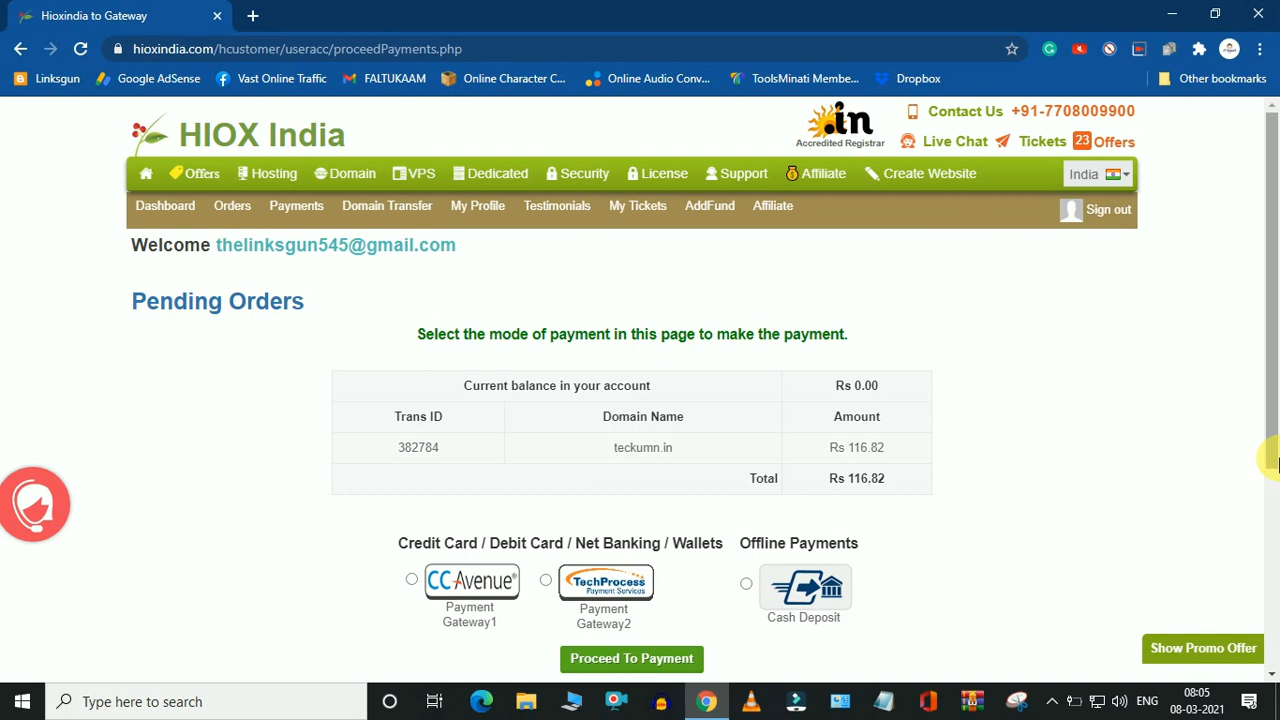 Hioxindia to Gateway
hioxindia.com/hcustomer/useracc/proceedPayments.php
Linksgun Google AdSense Vast Online Traffic FALTUKAAM Online Character C... Online Audio Conv... ToolsMinati Membe... Dropbox Other bookmarks
HIOX India
.in
Accredited Registrar
Contact Us +91-7708009900
Live Chat Tickets 23 Offers
Offers Hosting Domain VPS Dedicated Security License Support Affiliate Create Website India
Dashboard Orders Payments Domain Transfer My Profile Testimonials My Tickets AddFund Affiliate Sign out
Welcome thelinksgun545@gmail.com
Pending Orders
Select the mode of payment in this page to make the payment.
Current balance in your account Rs 0.00
Trans ID Domain Name Amount
382784 teckumn.in Rs 116.82
Total Rs 116.82
Credit Card / Debit Card / Net Banking / Wallets Offline Payments
CCAvenue® TechProcess
Payment Services
Payment Gateway1
Payment Gateway2
Cash Deposit
Proceed To Payment
Show Promo Offer
Type here to search
ENG
08:05
08-03-2021